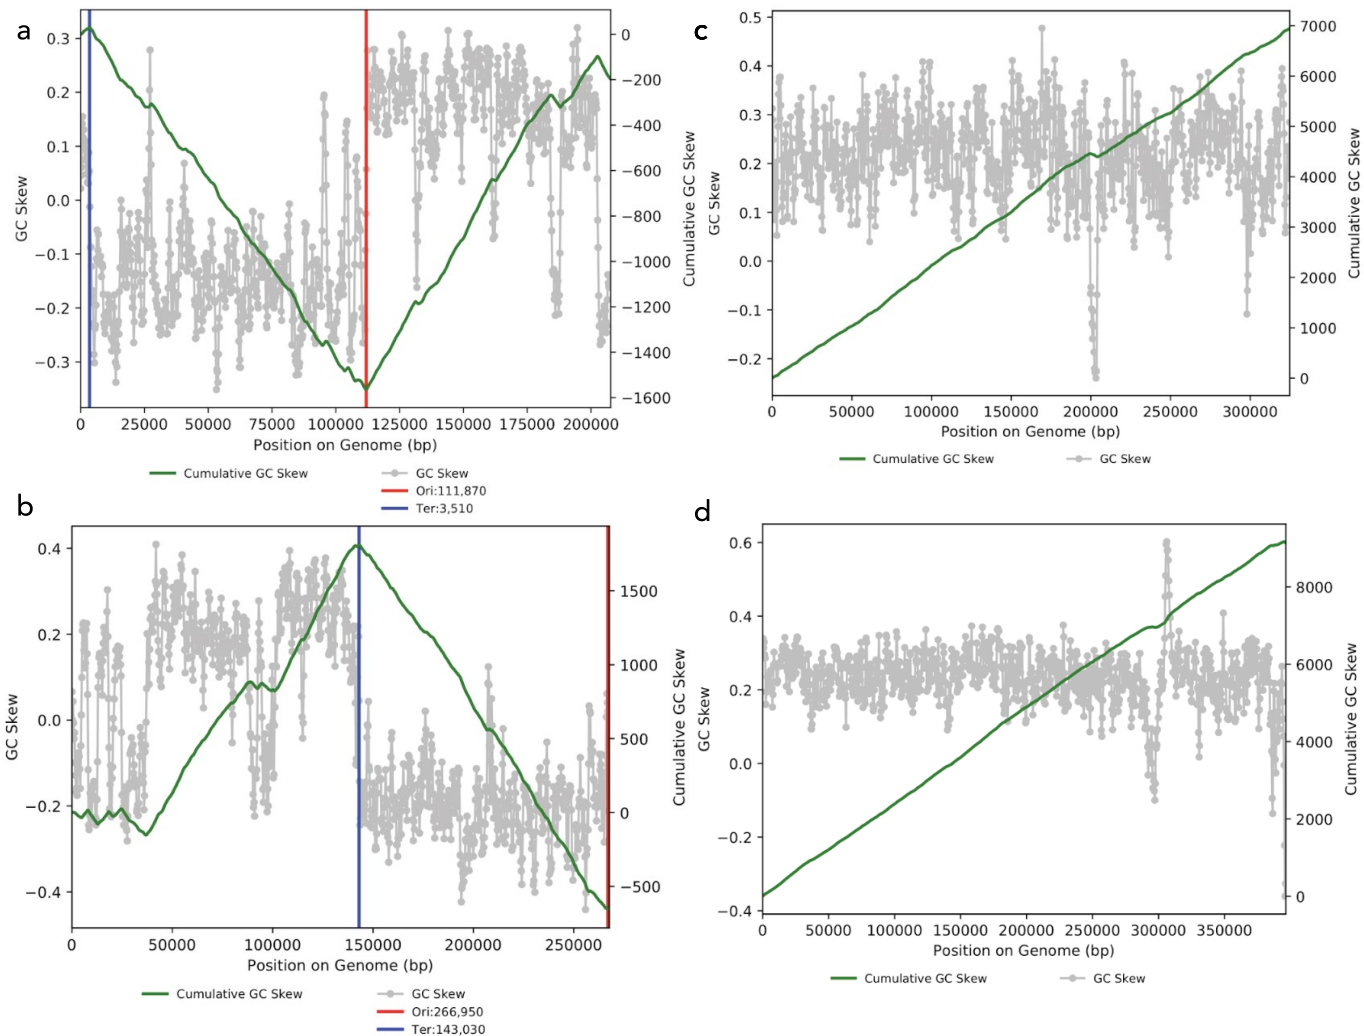 a
0.3
0.2
0.1
0.0
−0.1
−0.2
−0.3
GC Skew
0
−200
−400
−600
−800
−1000
−1200
−1400
−1600
Cumulative GC Skew
0 25000 50000 75000 100000 125000 150000 175000 200000
Position on Genome (bp)
Cumulative GC Skew GC Skew
Ori:111,870
Ter:3,510
c
0.5
0.4
0.3
0.2
0.1
0.0
−0.1
−0.2
GC Skew
7000
6000
5000
4000
3000
2000
1000
0
Cumulative GC Skew
0 50000 100000 150000 200000 250000 300000
Position on Genome (bp)
Cumulative GC Skew GC Skew
b
0.4
0.2
0.0
−0.2
−0.4
GC Skew
1500
1000
500
0
−500
Cumulative GC Skew
0 50000 100000 150000 200000 250000
Position on Genome (bp)
Cumulative GC Skew GC Skew
Ori:266,950
Ter:143,030
d
0.6
0.4
0.2
0.0
−0.2
−0.4
GC Skew
8000
6000
4000
2000
0
Cumulative GC Skew
0 50000 100000 150000 200000 250000 300000 350000
Position on Genome (bp)
Cumulative GC Skew GC Skew